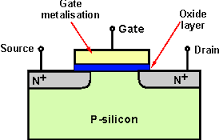 Gate
metalisation
Oxide
layer
Gate
Source
Drain
N+
N+
P-silicon